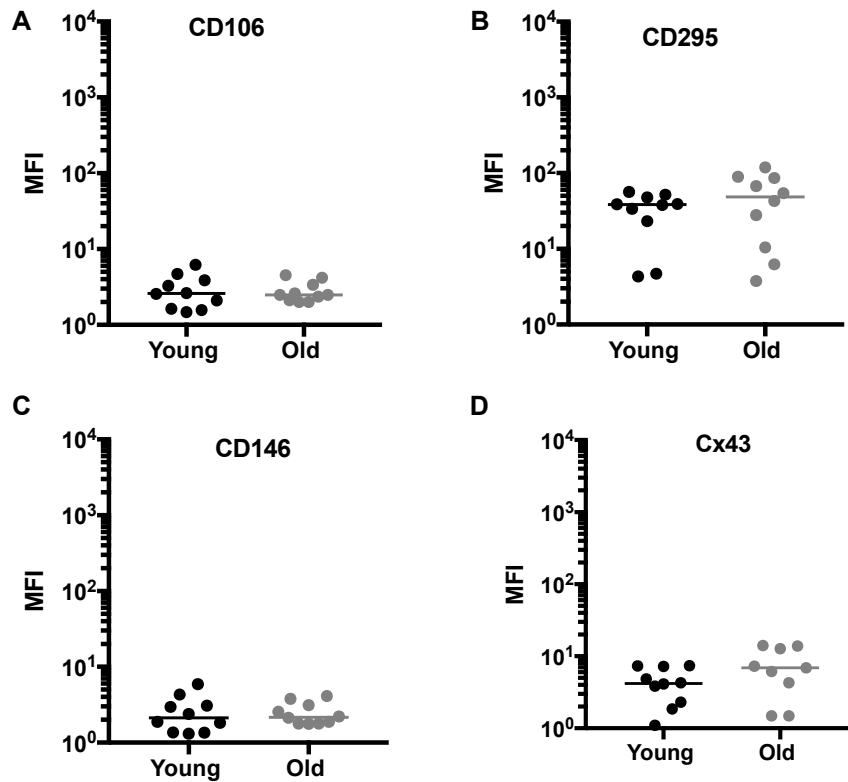 A
CD106
10⁴
10³
10²
10¹
10⁰
MFI
Young Old
B
CD295
10⁴
10³
10²
10¹
10⁰
MFI
Young Old
C
CD146
10⁴
10³
10²
10¹
10⁰
MFI
Young Old
D
Cx43
10⁴
10³
10²
10¹
10⁰
MFI
Young Old